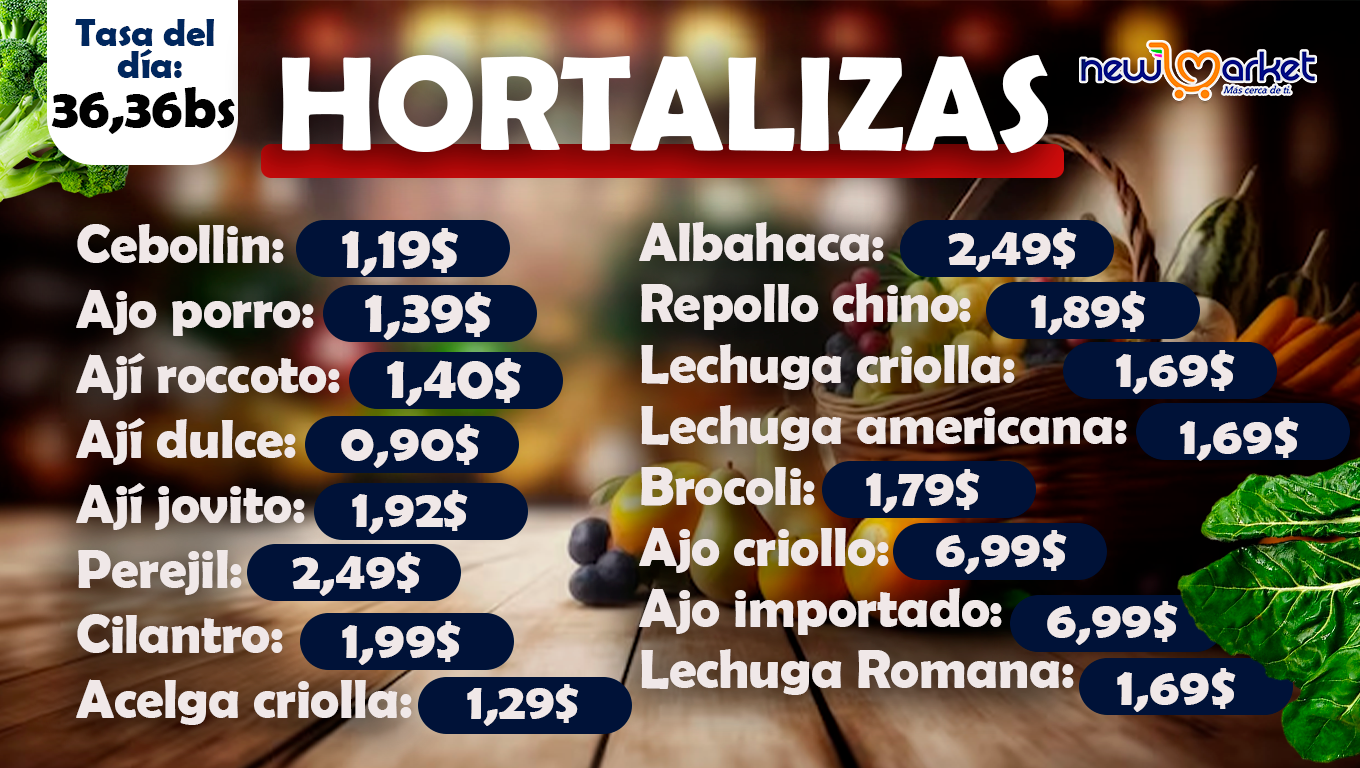 Tasa del
día:
36,36bs
HORTALIZAS
new market
Más cerca de ti.
Cebollin: 1,19$
Ajo porro: 1,39$
Ají roccoto: 1,40$
Ají dulce: 0,90$
Ají jovito: 1,92$
Perejil: 2,49$
Cilantro: 1,99$
Acelga criolla: 1,29$
Albahaca: 2,49$
Repollo chino: 1,89$
Lechuga criolla: 1,69$
Lechuga americana: 1,69$
Brocoli: 1,79$
Ajo criollo: 6,99$
Ajo importado: 6,99$
Lechuga Romana: 1,69$